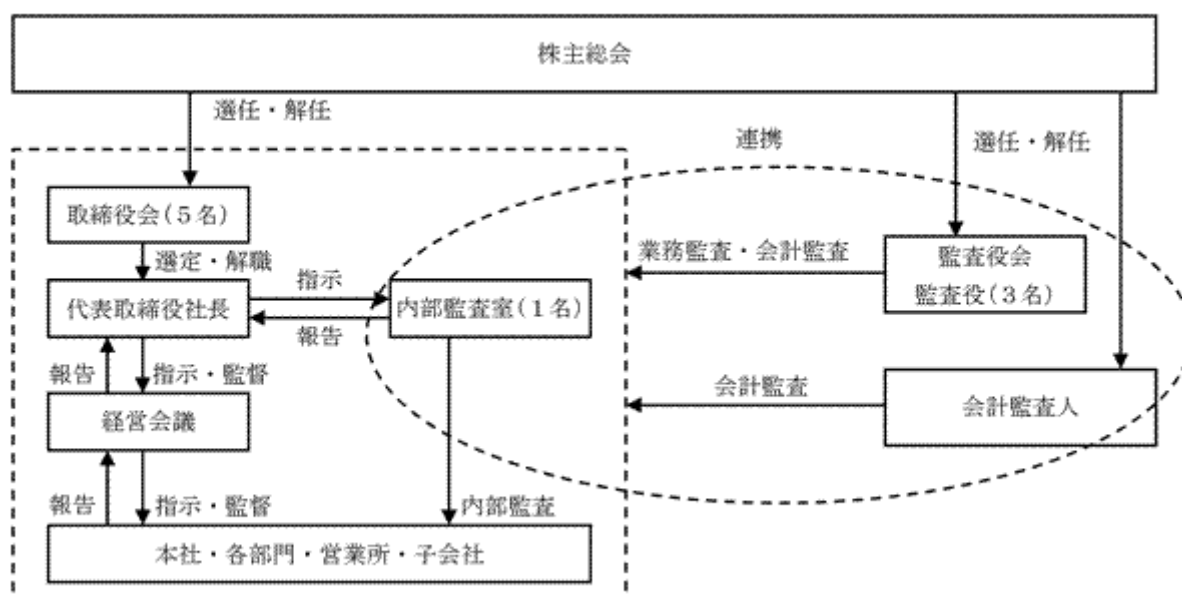 株主総会
選任・解任
連携
選任・解任
取締役会(5名)
業務監査・会計監査
監査役会
監査役(3名)
選定・解職
指示
代表取締役社長
内部監査室(1名)
報告
報告
指示・監督
会計監査
経営会議
会計監査人
報告
指示・監督
内部監査
本社・各部門・営業所・子会社